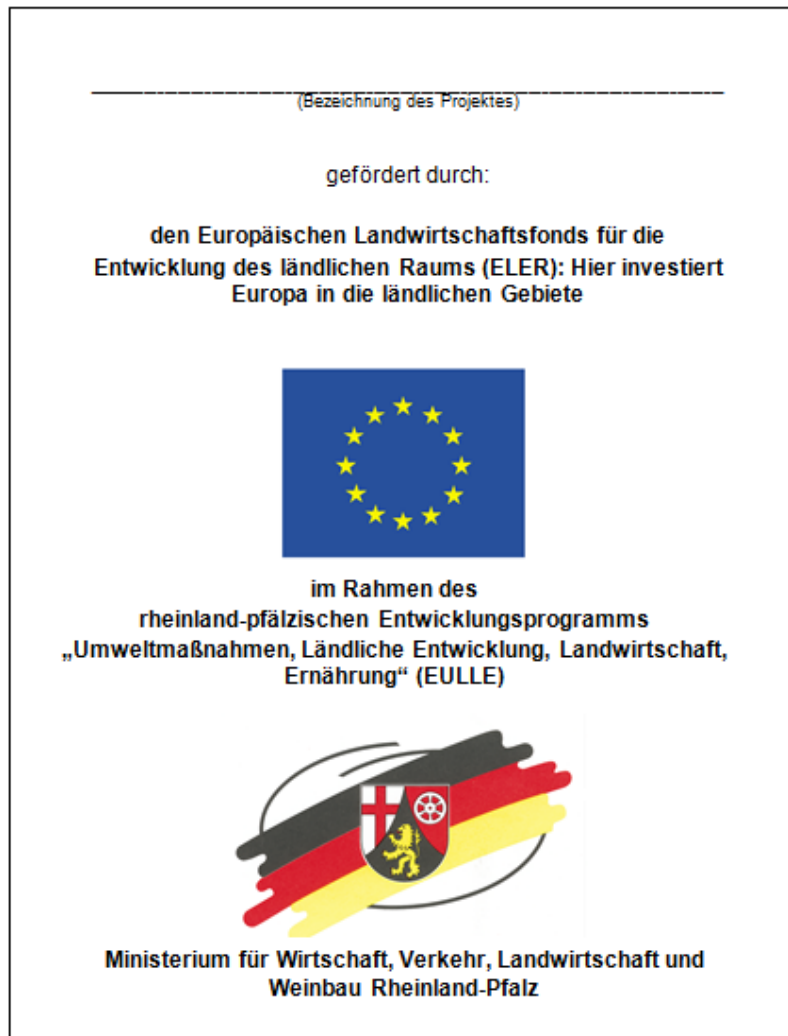 (Bezeichnung des Projektes)
gefördert durch:
den Europäischen Landwirtschaftsfonds für die
Entwicklung des ländlichen Raums (ELER): Hier investiert
Europa in die ländlichen Gebiete
im Rahmen des
rheinland-pfälzischen Entwicklungsprogramms
„Umweltmaßnahmen, Ländliche Entwicklung, Landwirtschaft,
Ernährung“ (EULLE)
Ministerium für Wirtschaft, Verkehr, Landwirtschaft und
Weinbau Rheinland-Pfalz